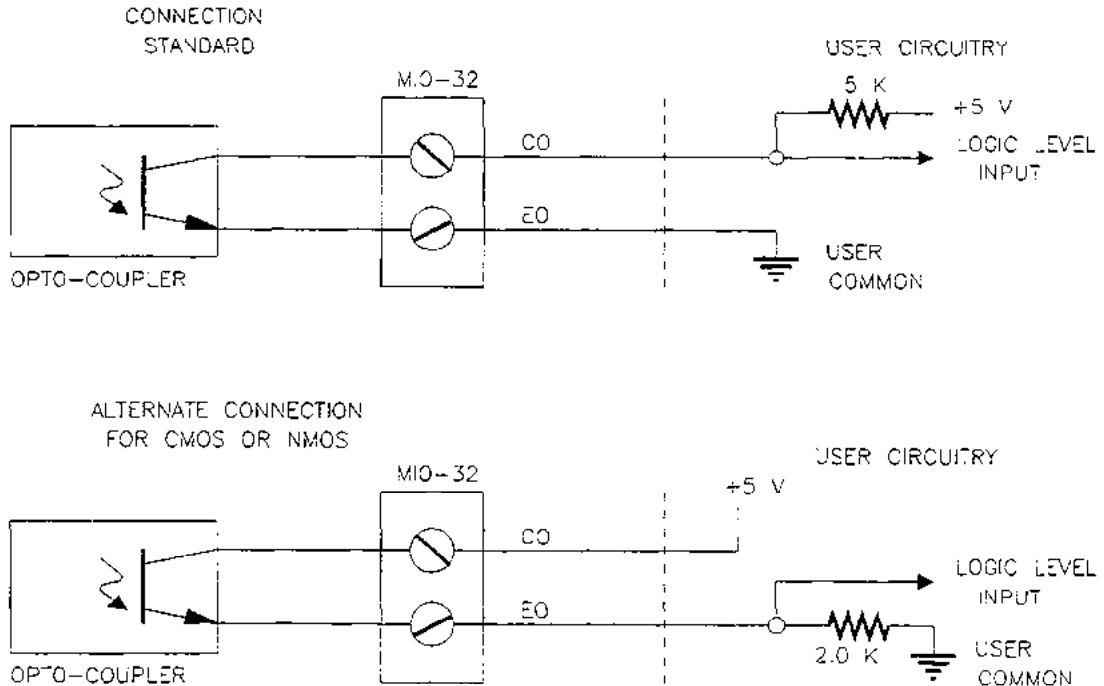 CONNECTION
STANDARD
USER CIRCUITRY
M.O-32
5 K
+5 V
CO
LOGIC LEVEL
INPUT
EO
USER
COMMON
OPTO-COUPLER
ALTERNATE CONNECTION
FOR CMOS OR NMOS
USER CIRCUITRY
MIO-32
+5 V
CO
LOGIC LEVEL
INPUT
EO
2.0 K
USER
COMMON
OPTO-COUPLER